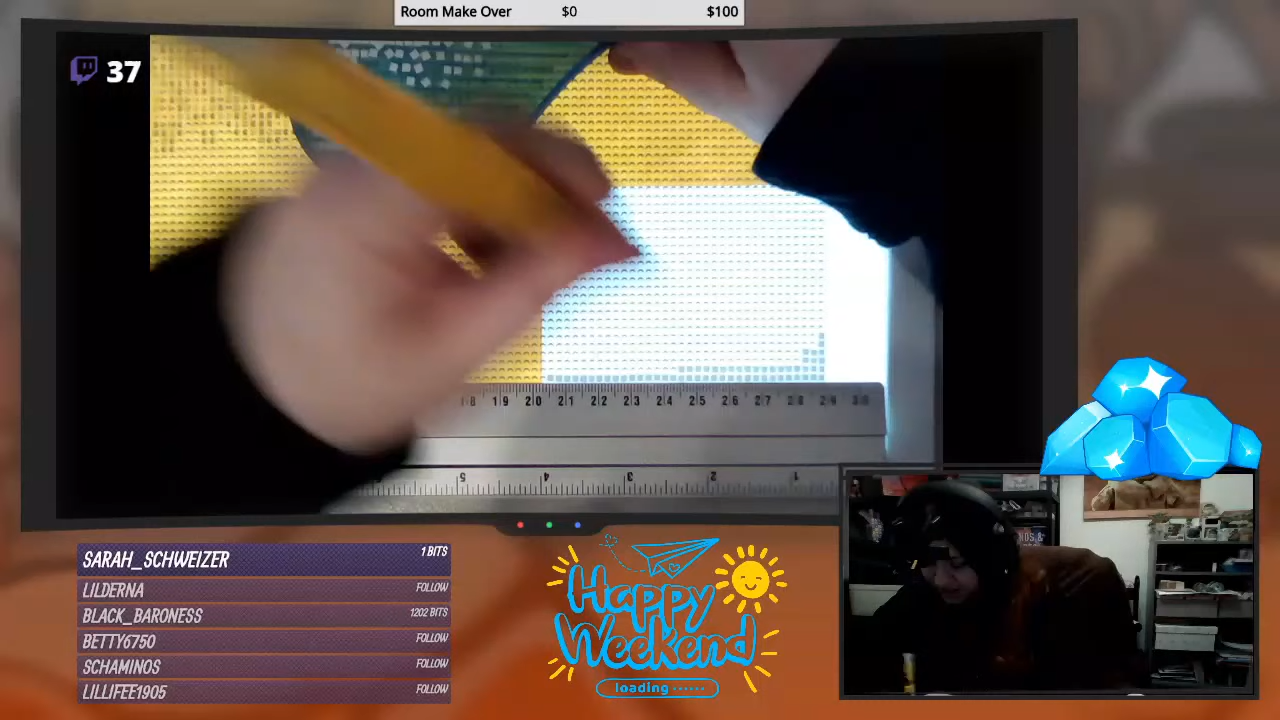 Room Make Over $0 $100
37
18 19 20 21 22 23 24 25 26 27 28 29 30
5 4 3 2 1
SARAH_SCHWEIZER 1 BITS
LILDERNA FOLLOW
BLACK_BARONESS 1202 BITS
BETTY6750 FOLLOW
SCHAMINOS FOLLOW
LILLIFEE1905 FOLLOW
Happy
Weekend
loading ······